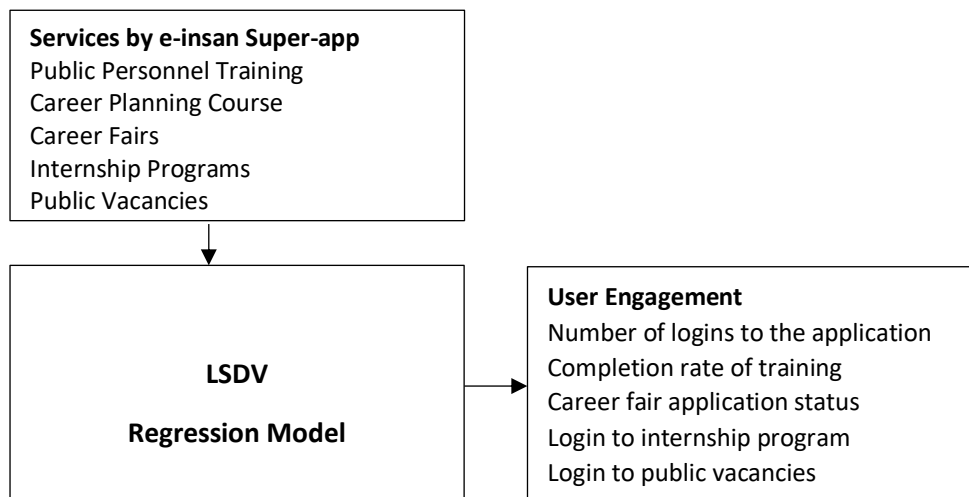 Services by e-insan Super-app
Public Personnel Training
Career Planning Course
Career Fairs
Internship Programs
Public Vacancies
LSDV
Regression Model
User Engagement
Number of logins to the application
Completion rate of training
Career fair application status
Login to internship program
Login to public vacancies